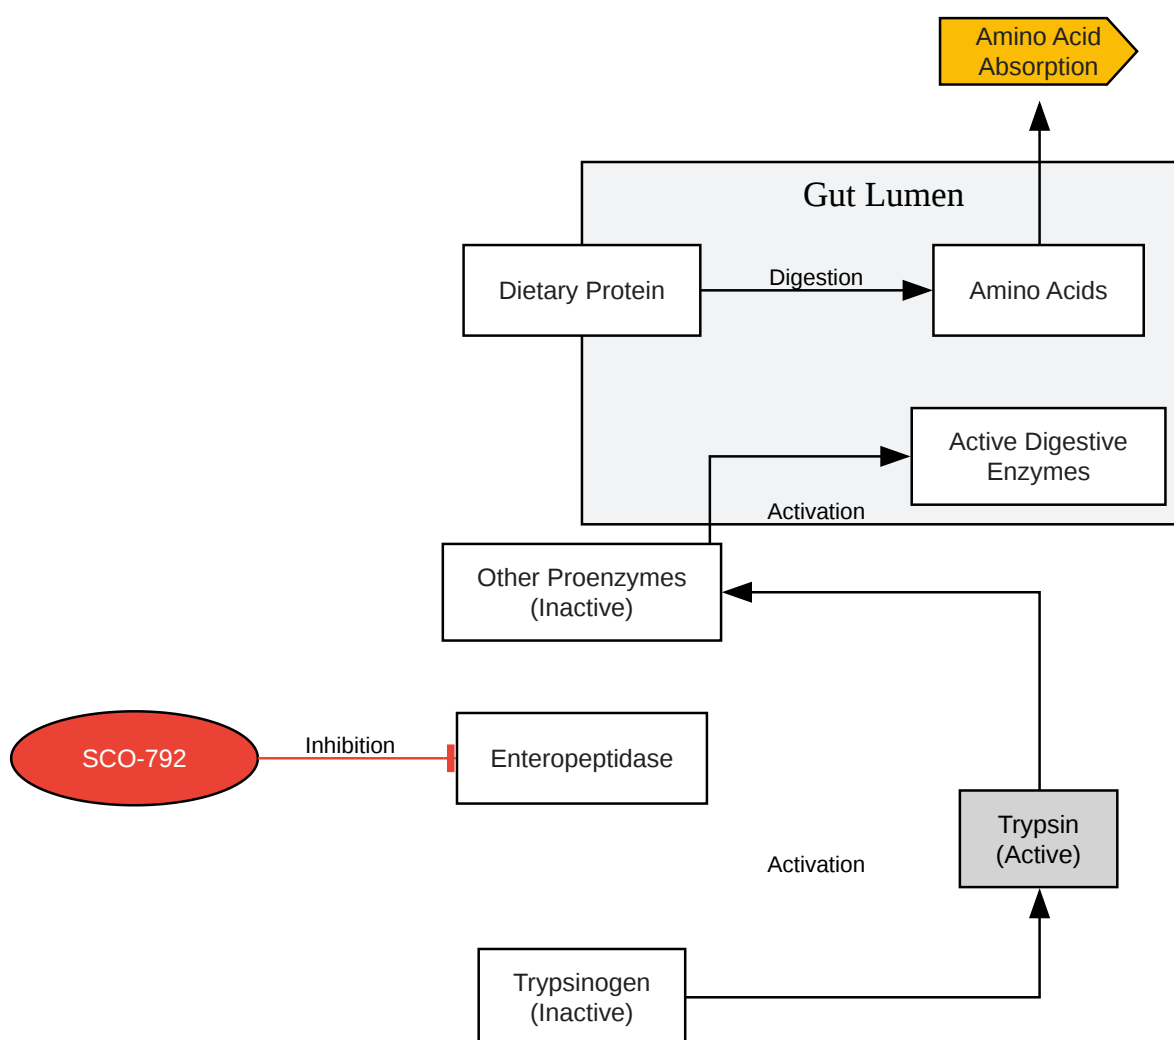 Amino Acid
Absorption
Gut Lumen
Dietary Protein
Digestion
Amino Acids
Active Digestive
Enzymes
Activation
Other Proenzymes
(Inactive)
SCO-792
Inhibition
Enteropeptidase
Trypsin
(Active)
Activation
Trypsinogen
(Inactive)